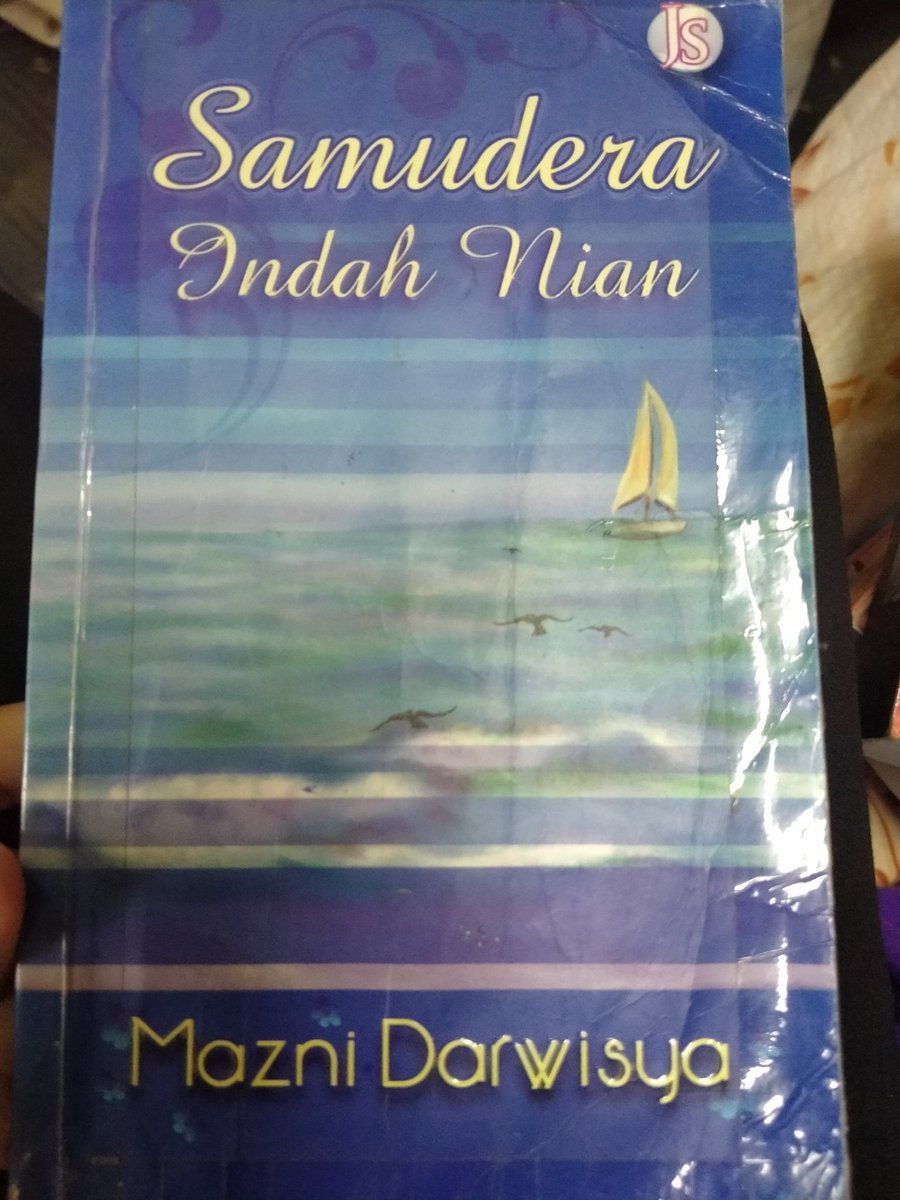 JS
Samudera
Indah Nian
Mazni Darwisya